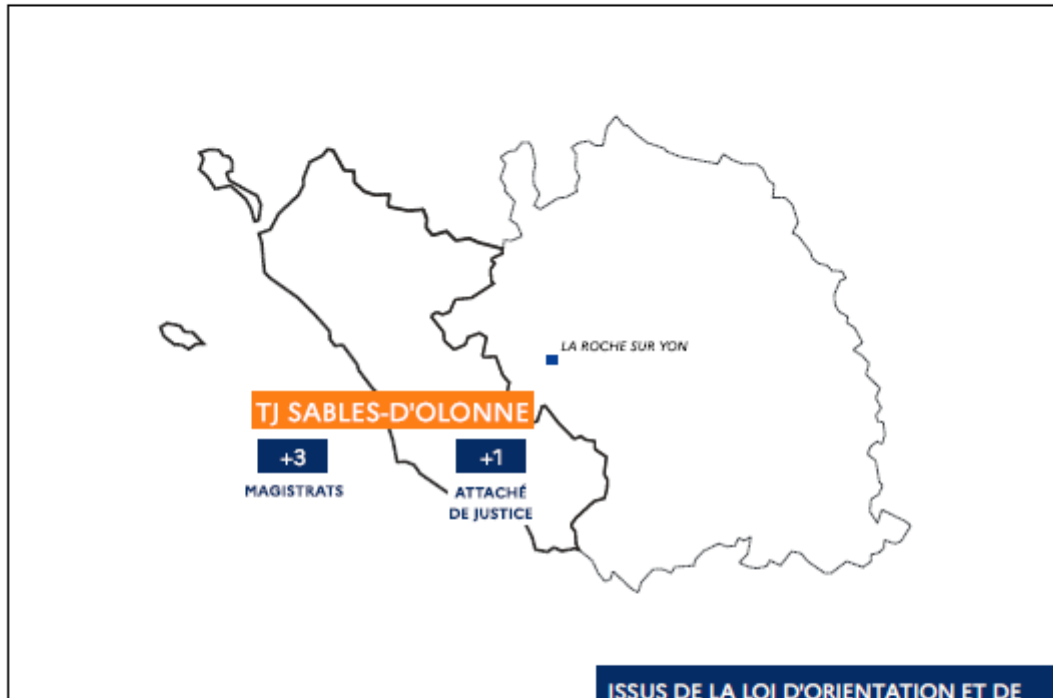 LA ROCHE SUR YON
TJ SABLES-D'OLONNE
+3
MAGISTRATS
+1
ATTACHÉ
DE JUSTICE
ISSUS DE LA LOI D'ORIENTATION ET DE